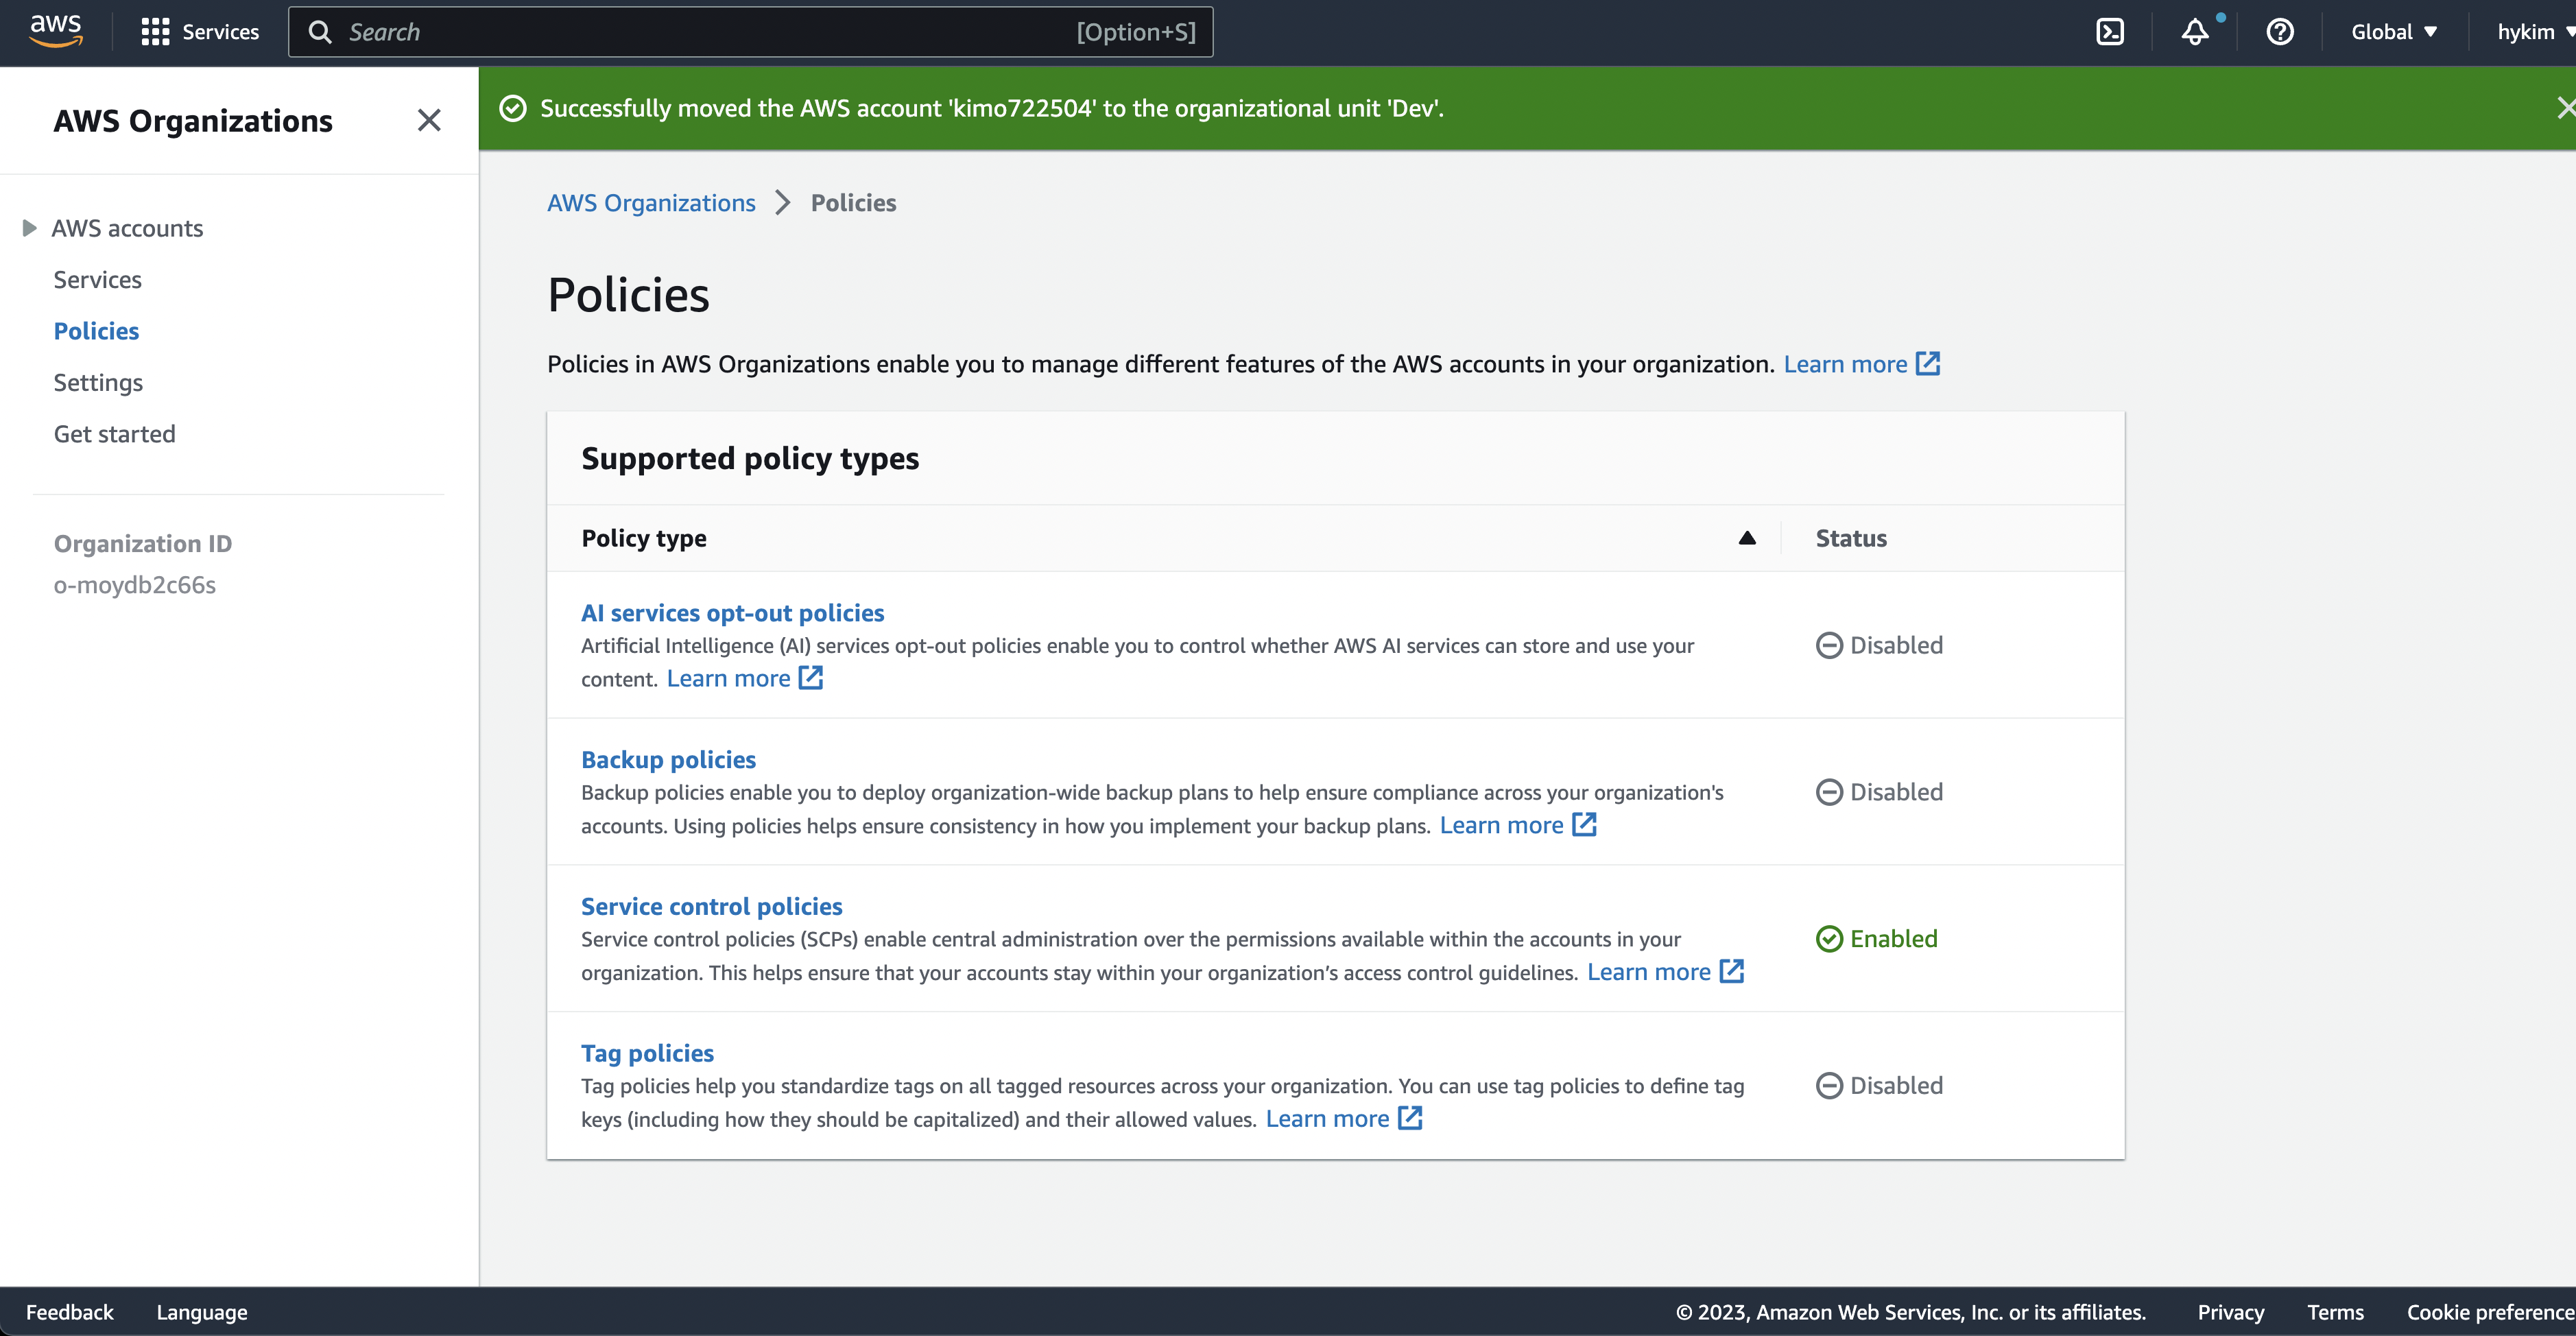 aws
Services
Search
[Option+S]
Global
hykim
AWS Organizations
Successfully moved the AWS account 'kimo722504' to the organizational unit 'Dev'.
AWS accounts
Services
Policies
Settings
Get started
Organization ID
o-moydb2c66s
AWS Organizations
Policies
Policies
Policies in AWS Organizations enable you to manage different features of the AWS accounts in your organization. Learn more
Supported policy types
Policy type
Status
AI services opt-out policies
Artificial Intelligence (AI) services opt-out policies enable you to control whether AWS AI services can store and use your
content. Learn more
Disabled
Backup policies
Backup policies enable you to deploy organization-wide backup plans to help ensure compliance across your organization's
accounts. Using policies helps ensure consistency in how you implement your backup plans. Learn more
Disabled
Service control policies
Service control policies (SCPs) enable central administration over the permissions available within the accounts in your
organization. This helps ensure that your accounts stay within your organization’s access control guidelines. Learn more
Enabled
Tag policies
Tag policies help you standardize tags on all tagged resources across your organization. You can use tag policies to define tag
keys (including how they should be capitalized) and their allowed values. Learn more
Disabled
Feedback
Language
© 2023, Amazon Web Services, Inc. or its affiliates.
Privacy
Terms
Cookie preference